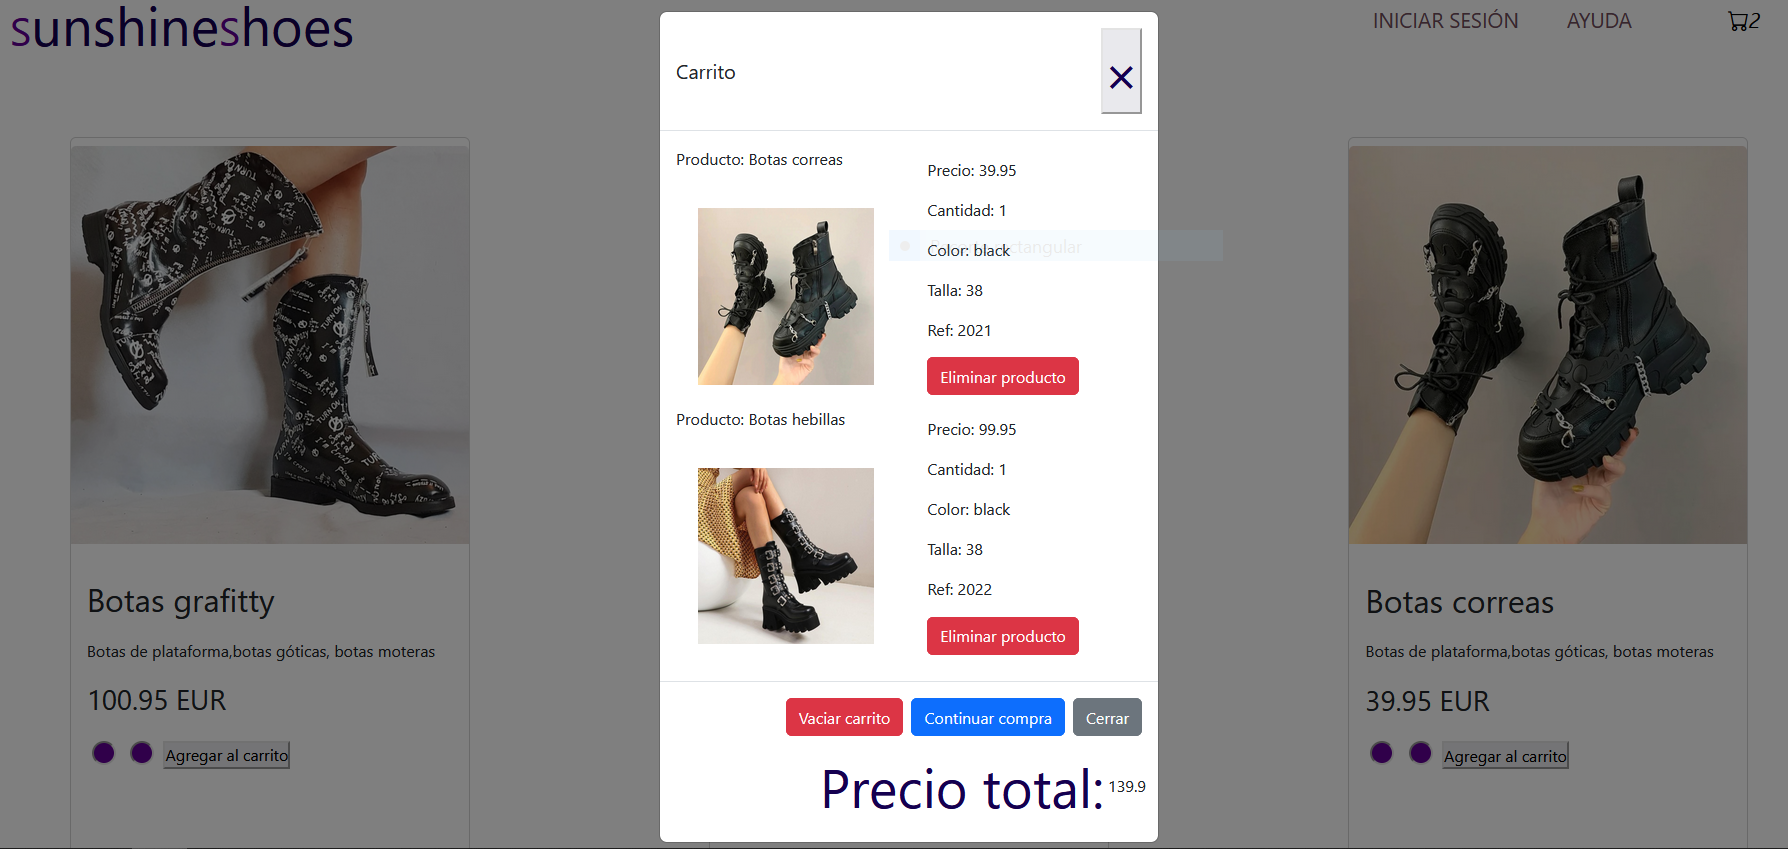 sunshineshoes
INICIAR SESIÓN
AYUDA
2
Carrito
Producto: Botas correas
Precio: 39.95
Cantidad: 1
Color: black
Talla: 38
Ref: 2021
Eliminar producto
Producto: Botas hebillas
Precio: 99.95
Cantidad: 1
Color: black
Talla: 38
Ref: 2022
Eliminar producto
Vaciar carrito
Continuar compra
Cerrar
Precio total: 139.9
Botas grafitty
Botas de plataforma,botas góticas, botas moteras
100.95 EUR
Agregar al carrito
Botas correas
Botas de plataforma,botas góticas, botas moteras
39.95 EUR
Agregar al carrito